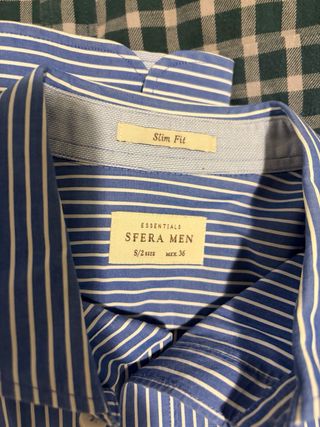 Slim Fit
ESSENTIALS
SFERA MEN
S/2 SIZE MEX 36